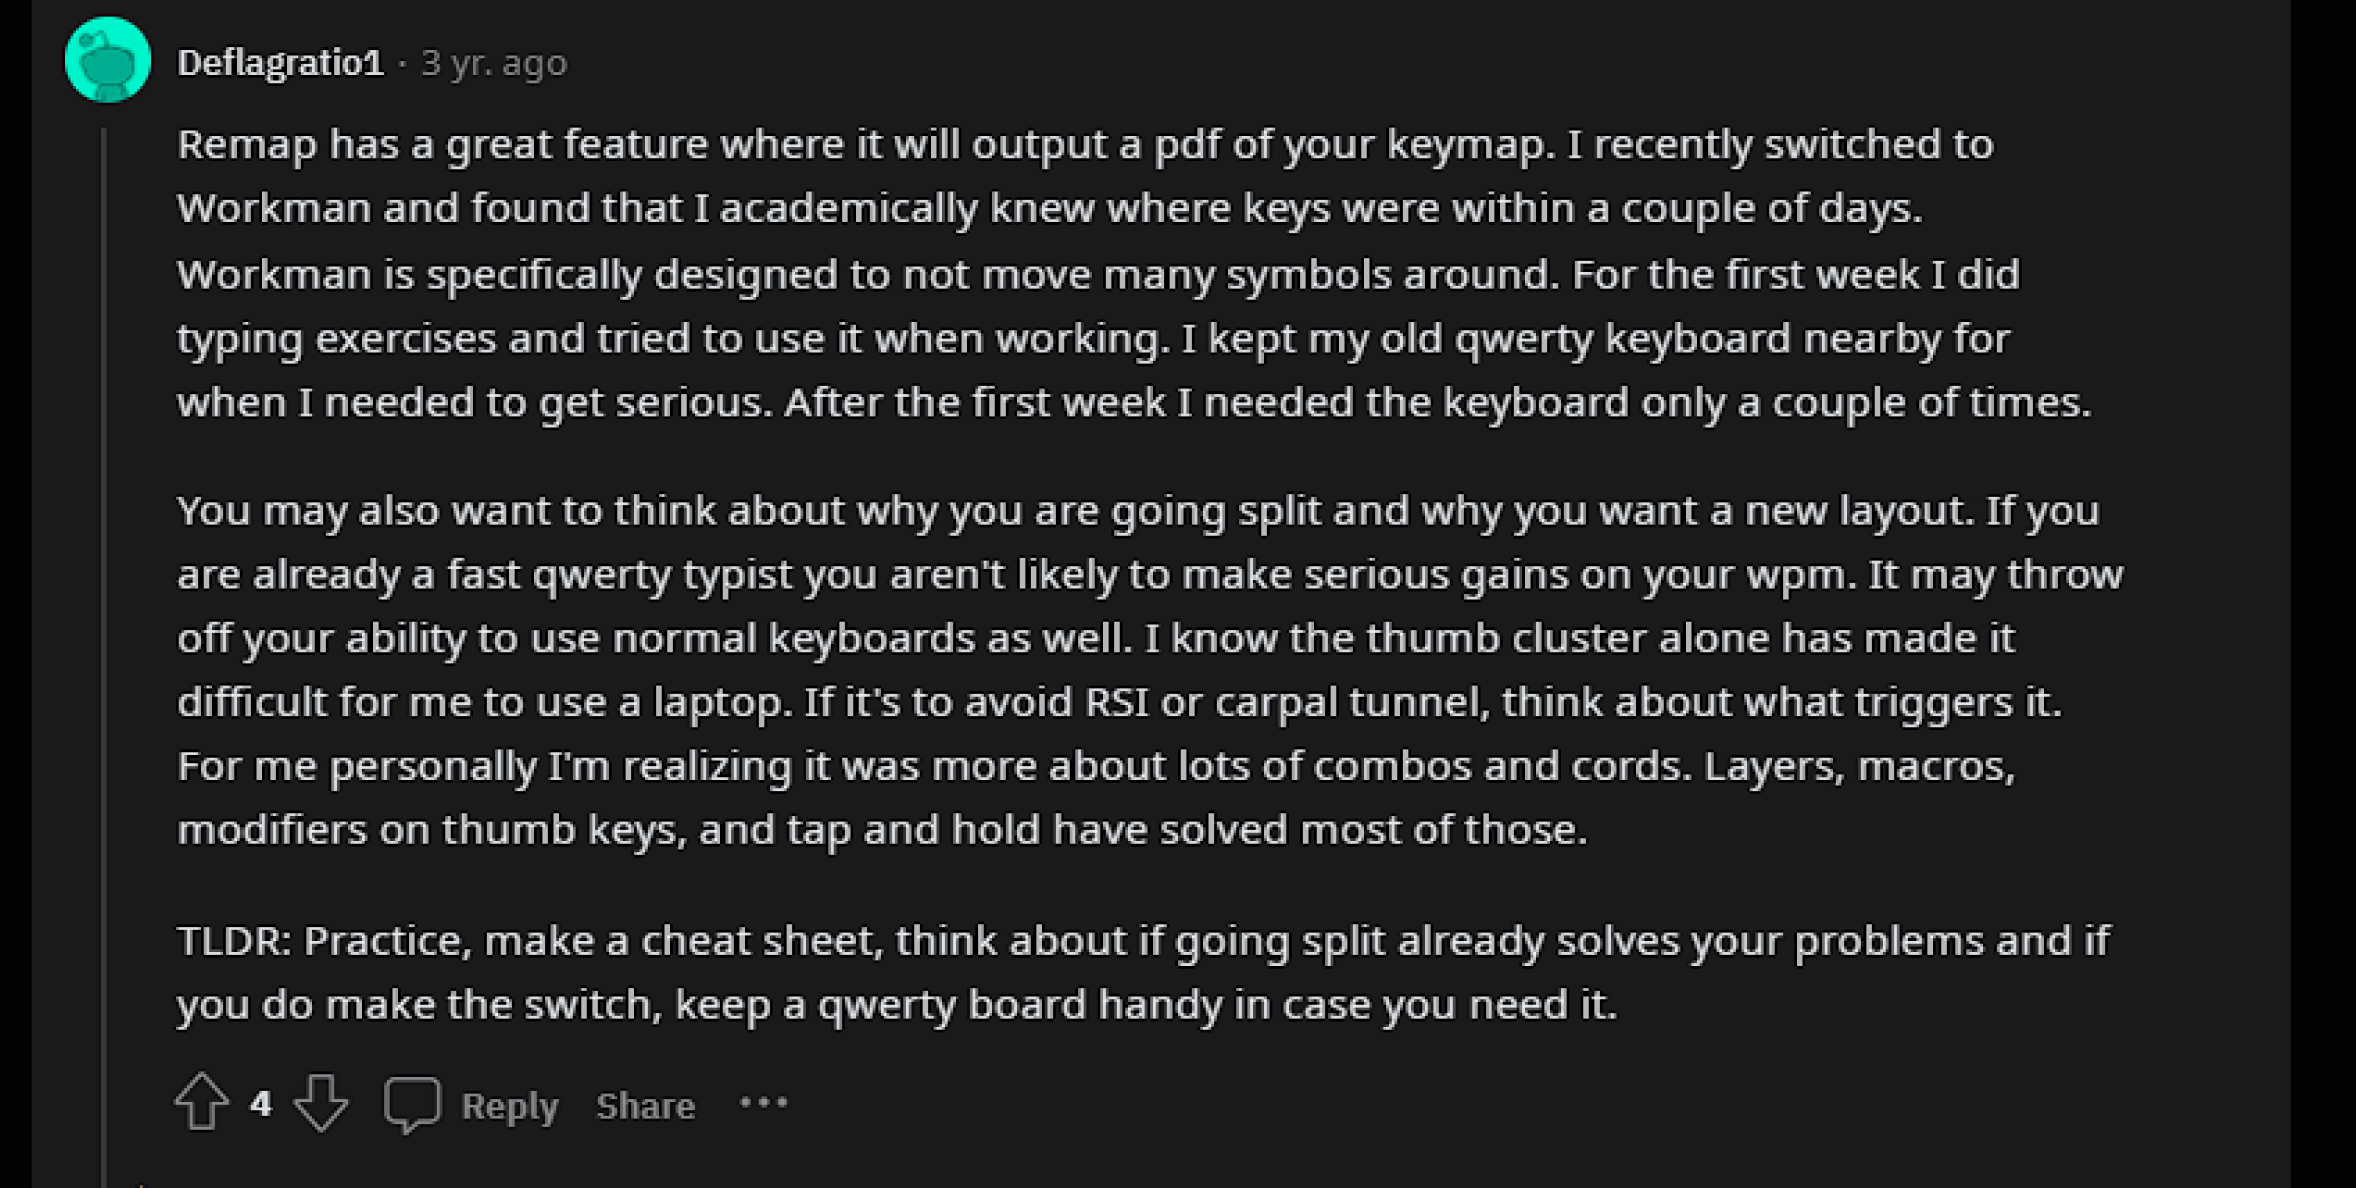 Deflagratio1 · 3 yr. ago
Remap has a great feature where it will output a pdf of your keymap. I recently switched to
Workman and found that I academically knew where keys were within a couple of days.
Workman is specifically designed to not move many symbols around. For the first week I did
typing exercises and tried to use it when working. I kept my old qwerty keyboard nearby for
when I needed to get serious. After the first week I needed the keyboard only a couple of times.
You may also want to think about why you are going split and why you want a new layout. If you
are already a fast qwerty typist you aren't likely to make serious gains on your wpm. It may throw
off your ability to use normal keyboards as well. I know the thumb cluster alone has made it
difficult for me to use a laptop. If it's to avoid RSI or carpal tunnel, think about what triggers it.
For me personally I'm realizing it was more about lots of combos and cords. Layers, macros,
modifiers on thumb keys, and tap and hold have solved most of those.
TLDR: Practice, make a cheat sheet, think about if going split already solves your problems and if
you do make the switch, keep a qwerty board handy in case you need it.
4 Reply Share ···